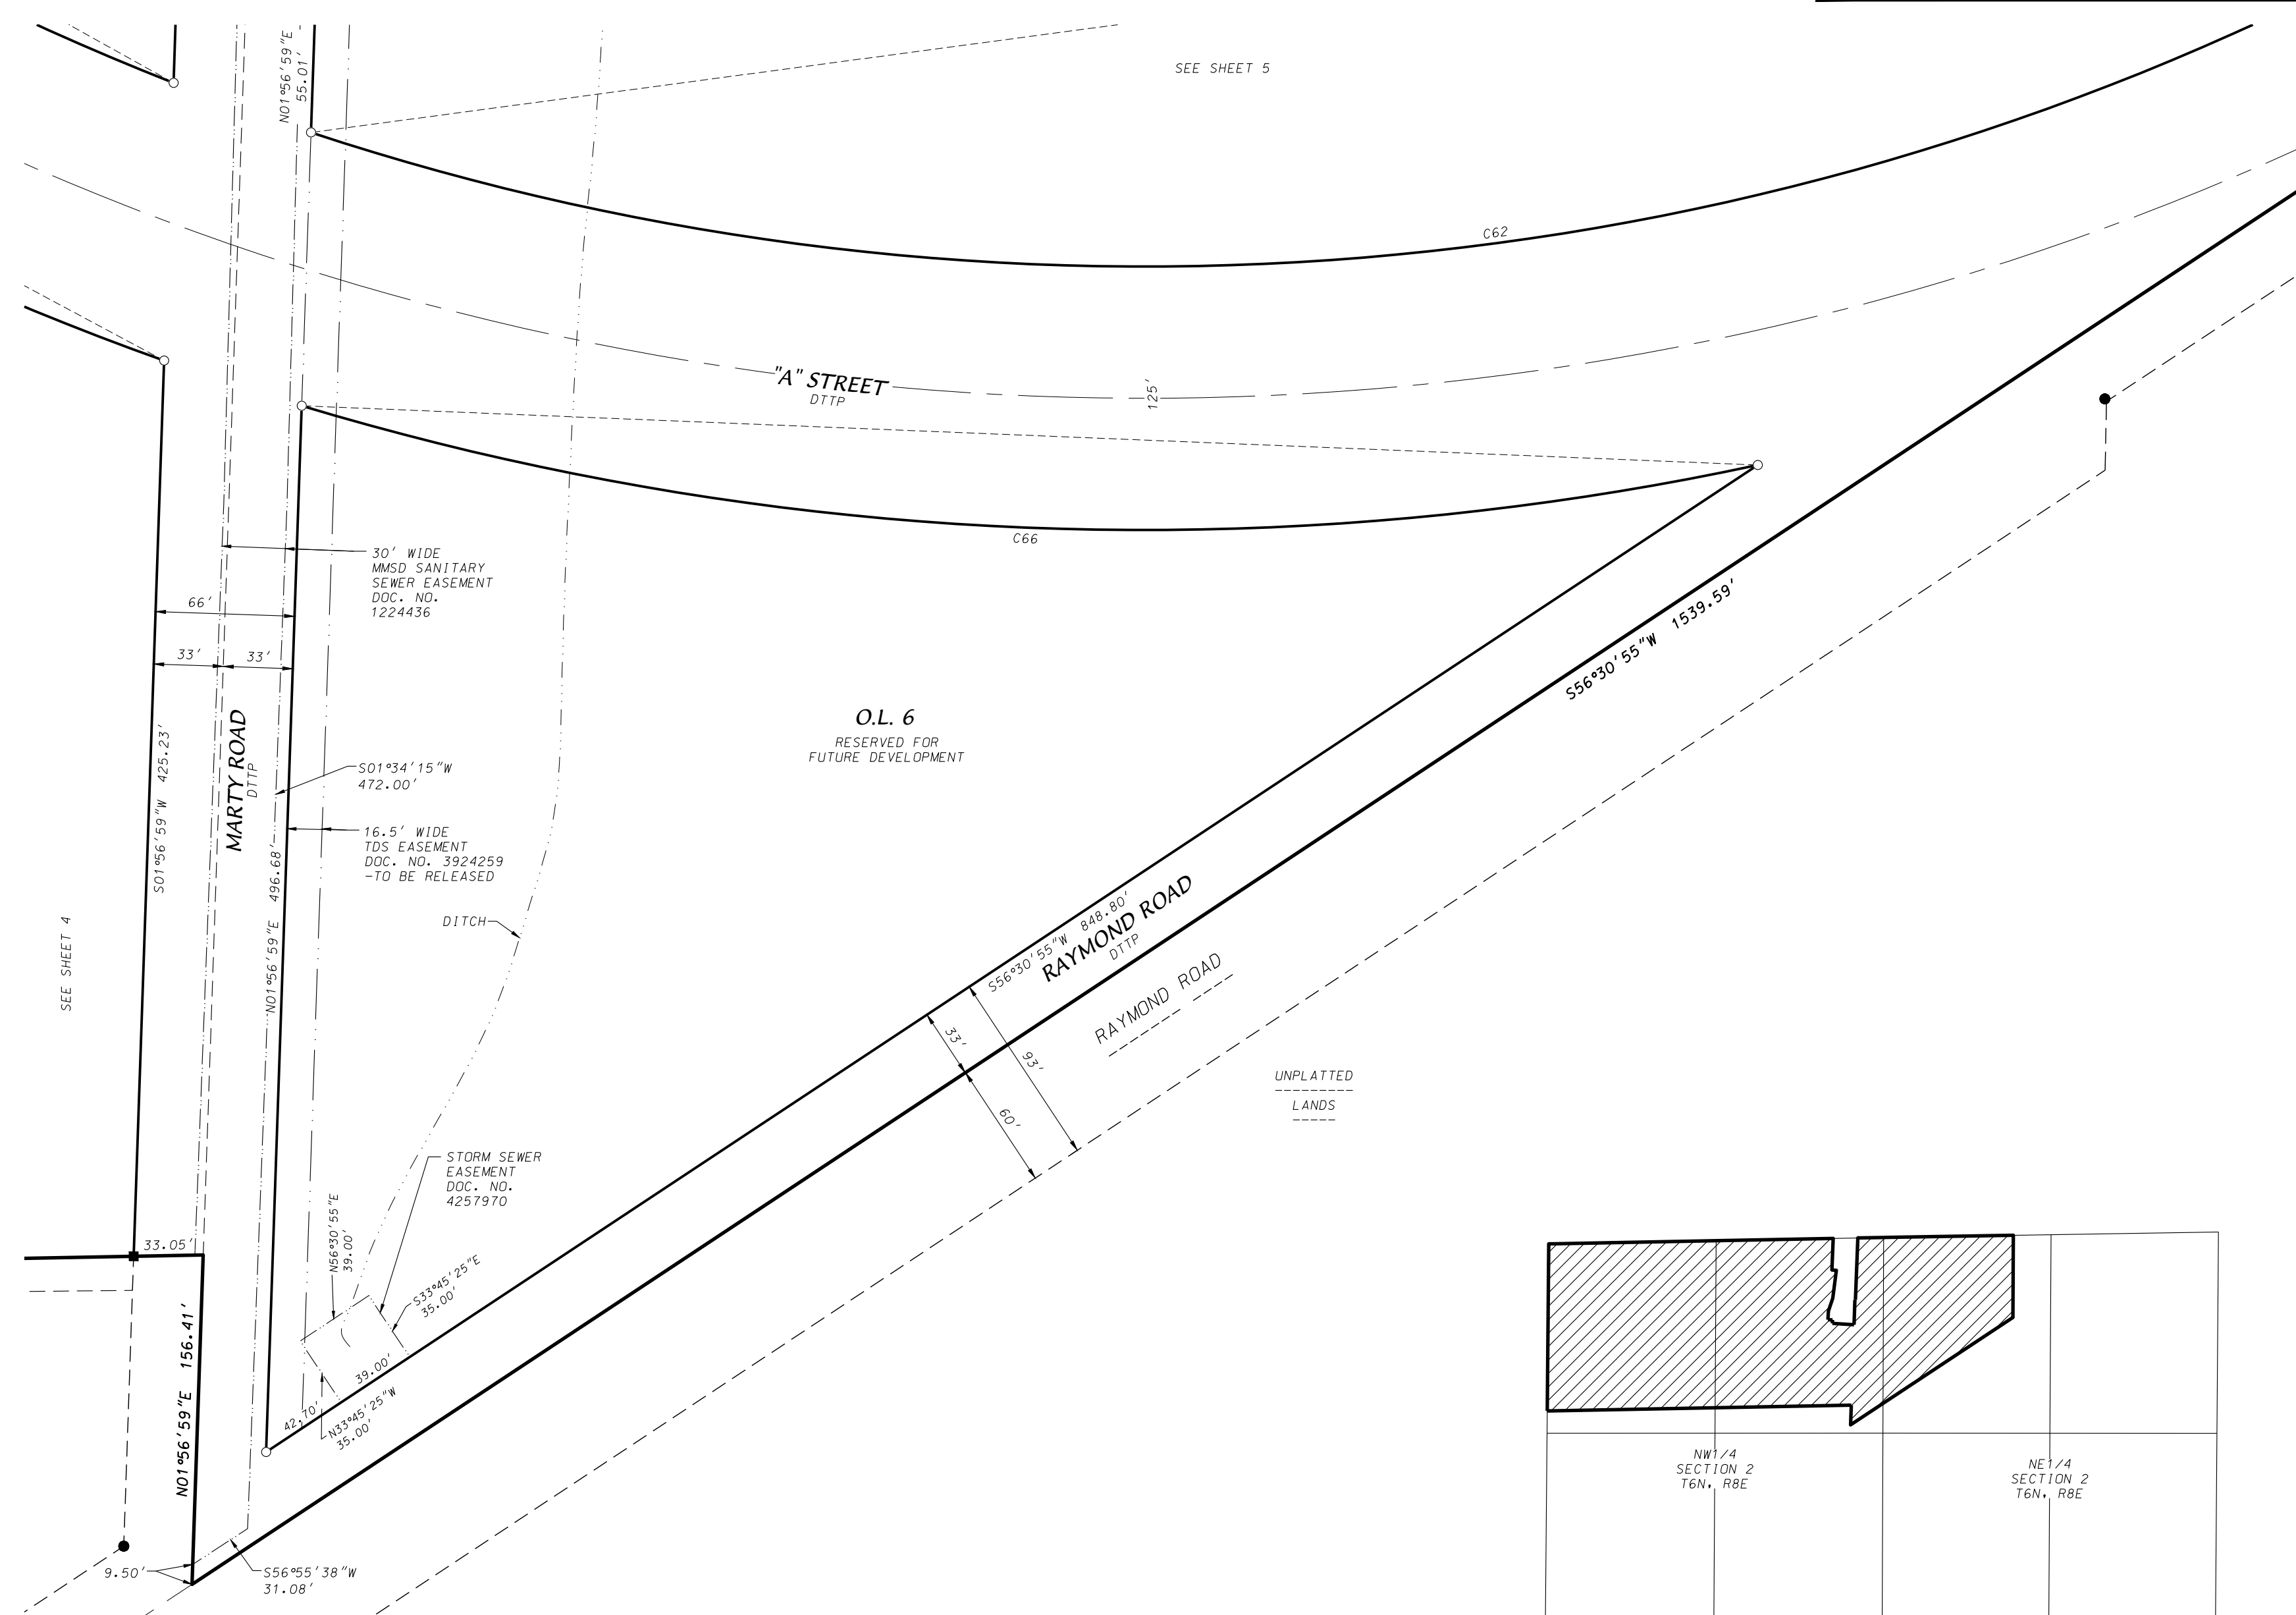 N01°56'59"E
55.01'
SEE SHEET 5
C62
"A" STREET
DTTP
125'
C66
30' WIDE
MMSD SANITARY
SEWER EASEMENT
DOC. NO.
1224436
66'
33'
33'
S56°30'55"W 1539.59'
S01°56'59"W 425.23'
MARTY ROAD
DTTP
O.L. 6
RESERVED FOR
FUTURE DEVELOPMENT
S01°34'15"W
472.00'
16.5' WIDE
TDS EASEMENT
DOC. NO. 3924259
-TO BE RELEASED
N01°56'59"E 496.68'
DITCH
SEE SHEET 4
S56°30'55"W 848.80'
RAYMOND ROAD
DTTP
RAYMOND ROAD
33'
93'
60'
UNPLATTED
LANDS
STORM SEWER
EASEMENT
DOC. NO.
4257970
N56°30'55"E
39.00'
33.05'
S33°45'25"E
35.00'
39.00'
42.70'
N33°45'25"W
35.00'
N01°56'59"E 156.41'
9.50'
S56°55'38"W
31.08'
NW1/4
SECTION 2
T6N, R8E
NE1/4
SECTION 2
T6N, R8E